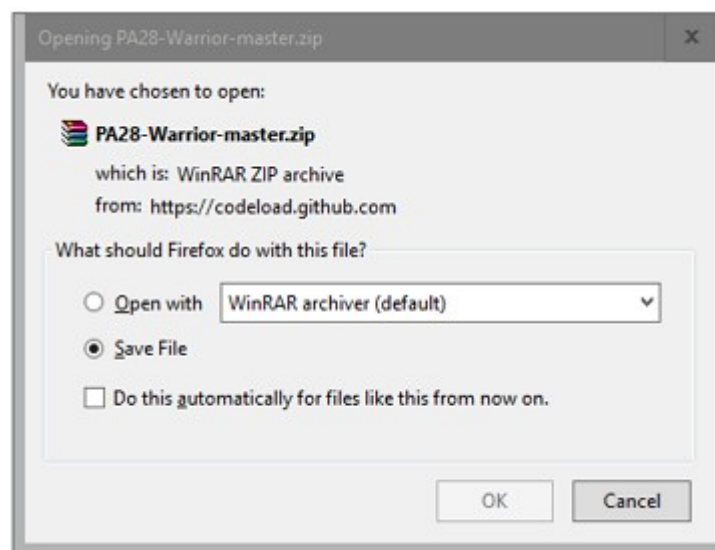 Opening PA28-Warrior-master.zip x
You have chosen to open:
PA28-Warrior-master.zip
which is: WinRAR ZIP archive
from: https://codeload.github.com
What should Firefox do with this file?
Open with WinRAR archiver (default)
Save File
Do this automatically for files like this from now on.
OK Cancel